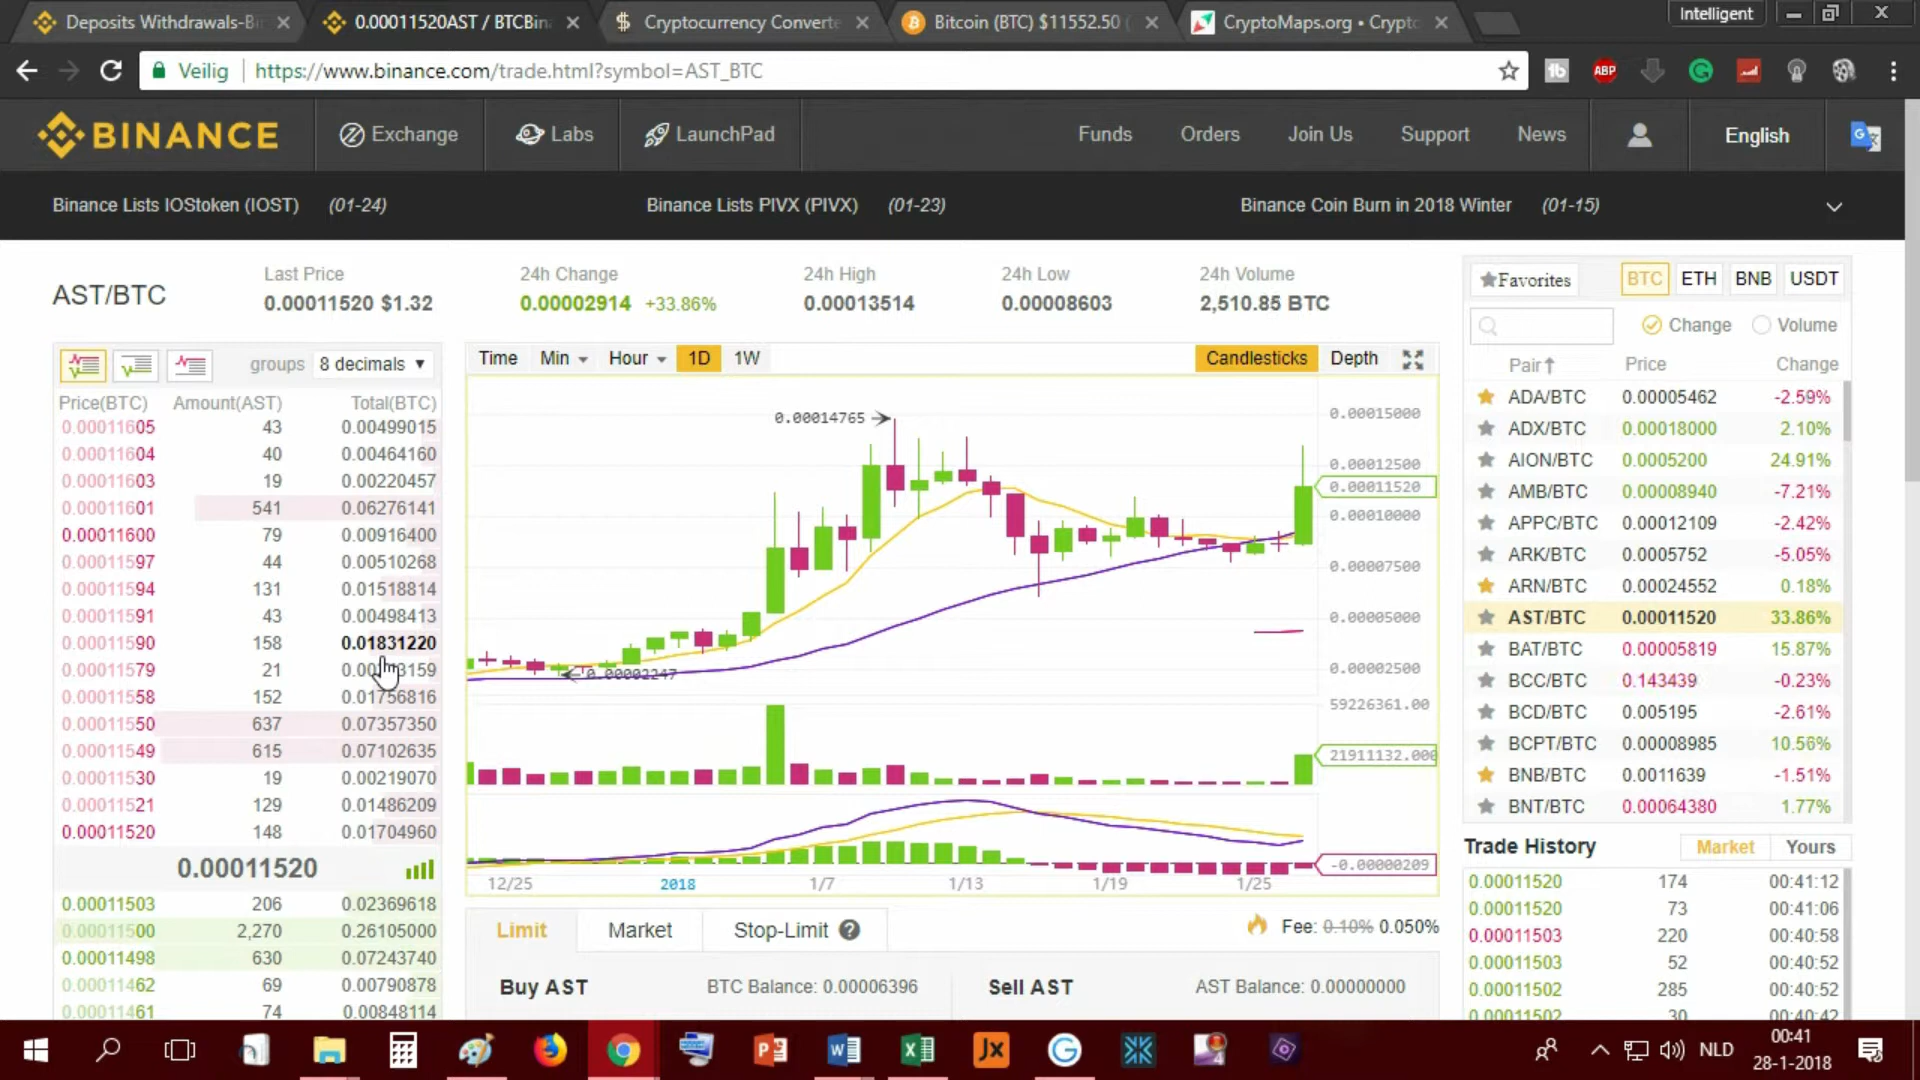 Deposits Withdrawals-Bin
0.00011520AST / BTCBin
Cryptocurrency Converte
Bitcoin (BTC) $11552.50 (
CryptoMaps.org • Crypto
Intelligent
Veilig
https://www.binance.com/trade.html?symbol=AST_BTC
ABP
BINANCE
Exchange
Labs
LaunchPad
Funds
Orders
Join Us
Support
News
English
Binance Lists IOStoken (IOST) (01-24)
Binance Lists PIVX (PIVX) (01-23)
Binance Coin Burn in 2018 Winter (01-15)
AST/BTC
Last Price
0.00011520 $1.32
24h Change
0.00002914 +33.86%
24h High
0.00013514
24h Low
0.00008603
24h Volume
2,510.85 BTC
groups 8 decimals
Price(BTC) Amount(AST) Total(BTC)
0.00011605 43 0.00499015
0.00011604 40 0.00464160
0.00011603 19 0.00220457
0.00011601 541 0.06276141
0.00011600 79 0.00916400
0.00011597 44 0.00510268
0.00011594 131 0.01518814
0.00011591 43 0.00498413
0.00011590 158 0.01831220
0.00011579 21
0.00011558 152 0.01756816
0.00011550 637 0.07357350
0.00011549 615 0.07102635
0.00011530 19 0.00219070
0.00011521 129 0.01486209
0.00011520 148 0.01704960
0.00011520
0.00011503 206 0.02369618
0.00011500 2,270 0.26105000
0.00011498 630 0.07243740
0.00011462 69 0.00790878
0.00011461 74 0.00848114
Time Min Hour 1D 1W
Candlesticks Depth
0.00014765
0.00002247
0.00015000
0.00012500
0.00011520
0.00010000
0.00007500
0.00005000
0.00002500
59226361.00
21911132.000
-0.00000209
12/25 2018 1/7 1/13 1/19 1/25
Limit Market Stop-Limit ?
Fee: 0.10% 0.050%
Buy AST BTC Balance: 0.00006396
Sell AST AST Balance: 0.00000000
Favorites BTC ETH BNB USDT
Change Volume
Pair Price Change
ADA/BTC 0.00005462 -2.59%
ADX/BTC 0.00018000 2.10%
AION/BTC 0.0005200 24.91%
AMB/BTC 0.00008940 -7.21%
APPC/BTC 0.00012109 -2.42%
ARK/BTC 0.0005752 -5.05%
ARN/BTC 0.00024552 0.18%
AST/BTC 0.00011520 33.86%
BAT/BTC 0.00005819 15.87%
BCC/BTC 0.143439 -0.23%
BCD/BTC 0.005195 -2.61%
BCPT/BTC 0.00008985 10.56%
BNB/BTC 0.0011639 -1.51%
BNT/BTC 0.00064380 1.77%
Trade History Market Yours
0.00011520 174 00:41:12
0.00011520 73 00:41:06
0.00011503 220 00:40:58
0.00011503 52 00:40:52
0.00011502 285 00:40:52
0.00011502 30 00:40:42
NLD
00:41
28-1-2018